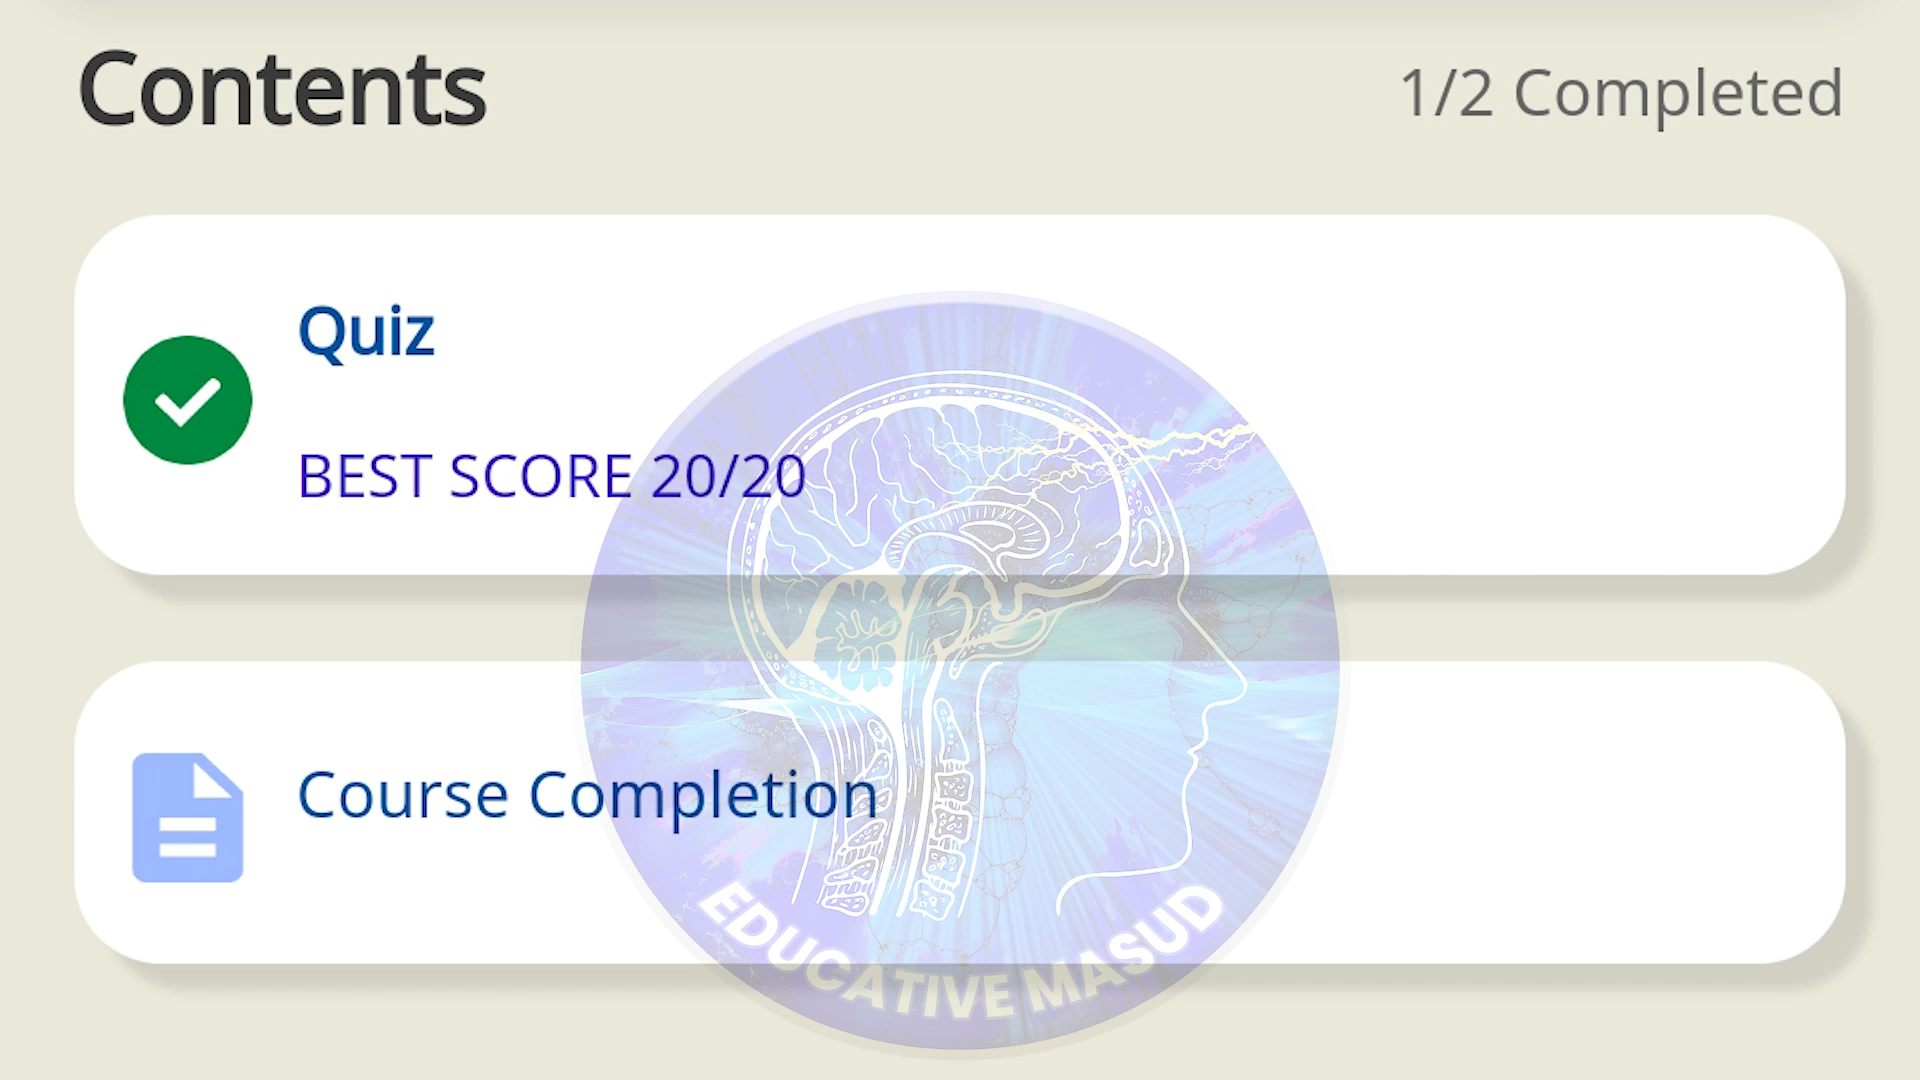 Contents
1/2 Completed
Quiz
BEST SCORE 20/20
Course Completion
EDUCATIVE MASUD